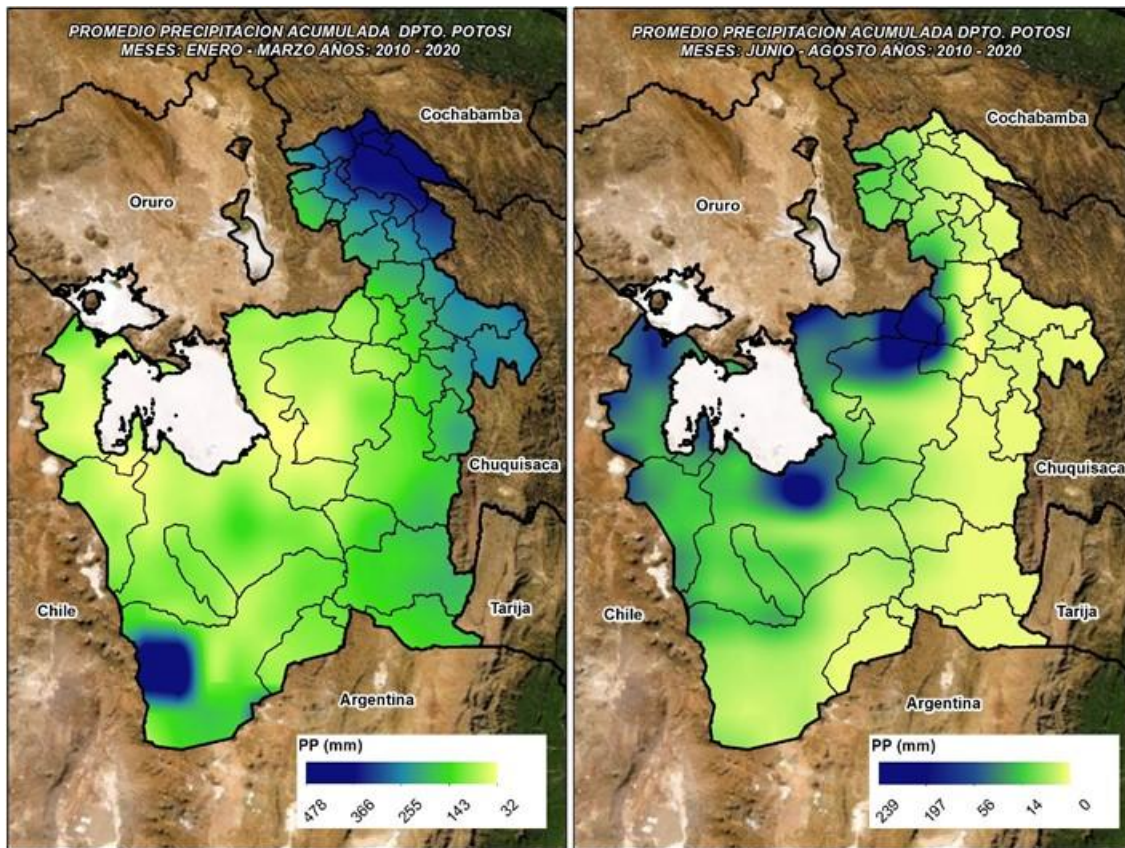 PROMEDIO PRECIPITACION ACUMULADA DPTO. POTOSI
MESES: ENERO - MARZO AÑOS: 2010 - 2020
Cochabamba
Oruro
Chuquisaca
Chile
Tarija
Argentina
PP (mm)
478
366
255
143
32
PROMEDIO PRECIPITACION ACUMULADA DPTO. POTOSI
MESES: JUNIO - AGOSTO AÑOS: 2010 - 2020
Cochabamba
Oruro
Chuquisaca
Chile
Tarija
Argentina
PP (mm)
239
197
56
14
0